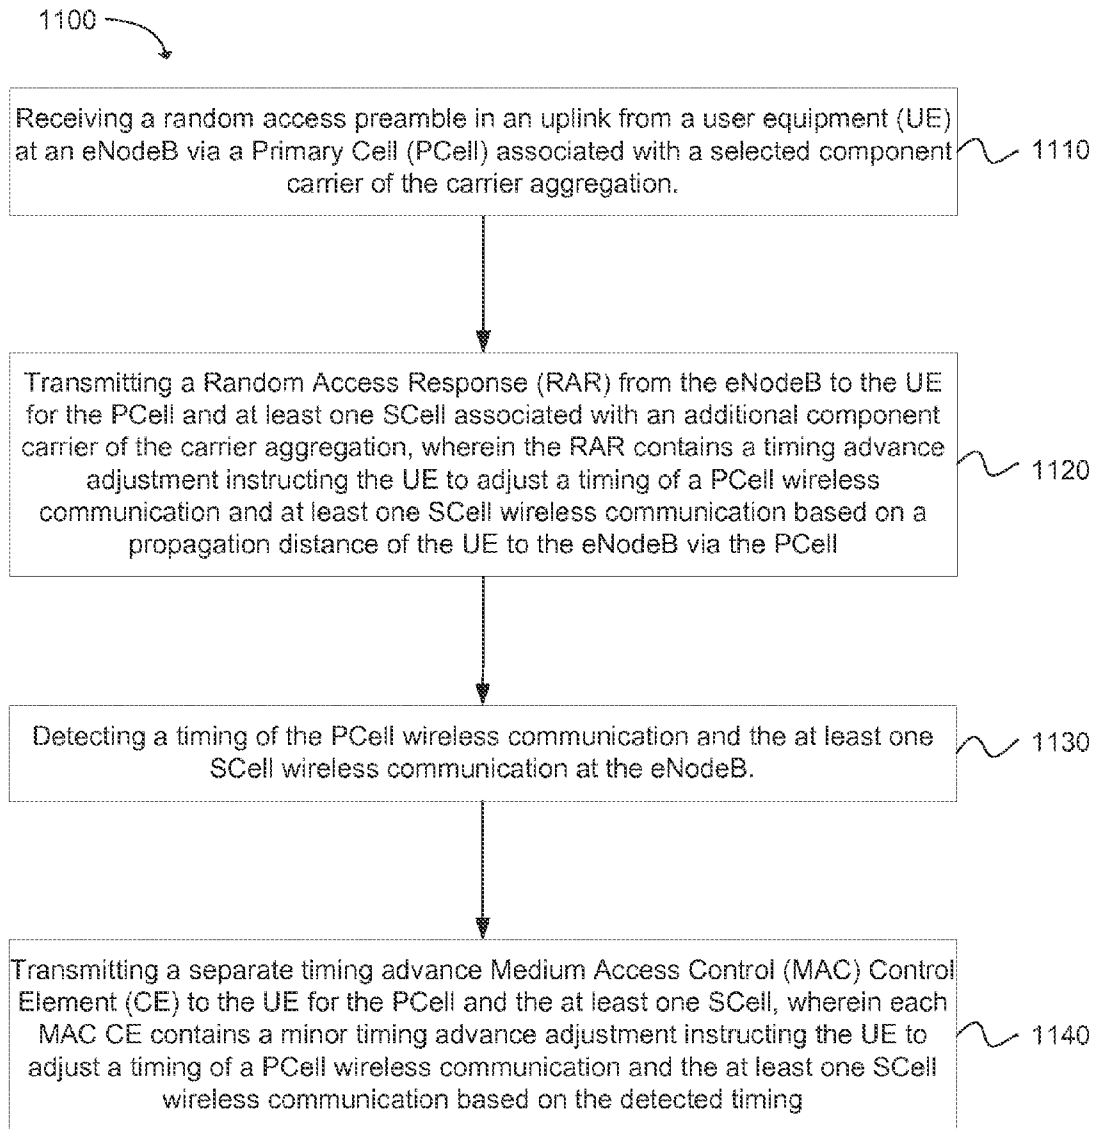 1100
Receiving a random access preamble in an uplink from a user equipment (UE)
at an eNodeB via a Primary Cell (PCell) associated with a selected component
carrier of the carrier aggregation.
1110
Transmitting a Random Access Response (RAR) from the eNodeB to the UE
for the PCell and at least one SCell associated with an additional component
carrier of the carrier aggregation, wherein the RAR contains a timing advance
adjustment instructing the UE to adjust a timing of a PCell wireless
communication and at least one SCell wireless communication based on a
propagation distance of the UE to the eNodeB via the PCell
1120
Detecting a timing of the PCell wireless communication and the at least one
SCell wireless communication at the eNodeB.
1130
Transmitting a separate timing advance Medium Access Control (MAC) Control
Element (CE) to the UE for the PCell and the at least one SCell, wherein each
MAC CE contains a minor timing advance adjustment instructing the UE to
adjust a timing of a PCell wireless communication and the at least one SCell
wireless communication based on the detected timing
1140